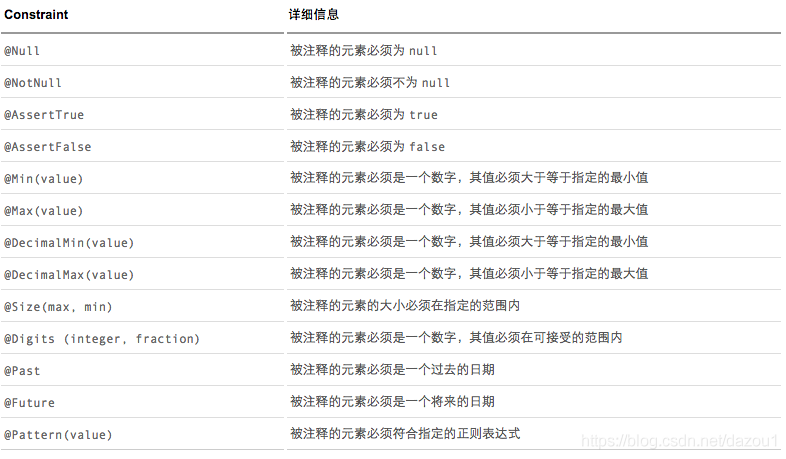 Constraint 详细信息
@Null 被注释的元素必须为 null
@NotNull 被注释的元素必须不为 null
@AssertTrue 被注释的元素必须为 true
@AssertFalse 被注释的元素必须为 false
@Min(value) 被注释的元素必须是一个数字，其值必须大于等于指定的最小值
@Max(value) 被注释的元素必须是一个数字，其值必须小于等于指定的最大值
@DecimalMin(value) 被注释的元素必须是一个数字，其值必须大于等于指定的最小值
@DecimalMax(value) 被注释的元素必须是一个数字，其值必须小于等于指定的最大值
@Size(max, min) 被注释的元素的大小必须在指定的范围内
@Digits (integer, fraction) 被注释的元素必须是一个数字，其值必须在可接受的范围内
@Past 被注释的元素必须是一个过去的日期
@Future 被注释的元素必须是一个将来的日期
@Pattern(value) 被注释的元素必须符合指定的正则表达式
https://blog.csdn.net/dazou1